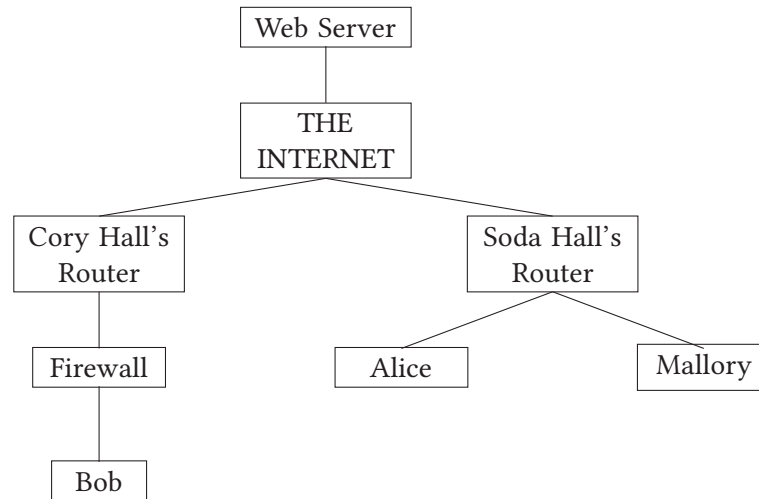 Web Server
THE
INTERNET
Cory Hall's
Router
Soda Hall's
Router
Firewall
Alice
Mallory
Bob